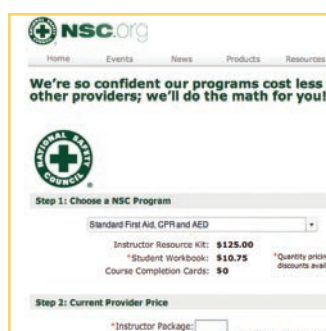 NSC.org
Home Events News Products Resources
We're so confident our programs cost less
other providers; we'll do the math for you!
NATIONAL SAFETY COUNCIL
Step 1: Choose a NSC Program
Standard First Aid, CPR and AED
Instructor Resource Kit: $125.00
*Student Workbook: $10.75 *Quantity pricing
Course Completion Cards: $0 discounts avail
Step 2: Current Provider Price
*Instructor Package: